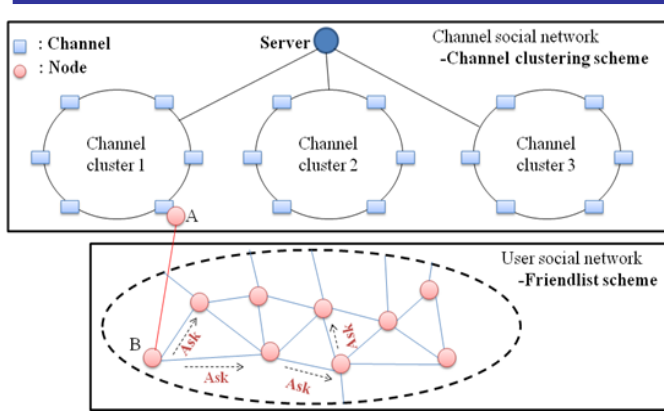 : Channel
: Node
Server
Channel social network
-Channel clustering scheme
Channel
cluster 1
Channel
cluster 2
Channel
cluster 3
A
User social network
-Friendlist scheme
B
Ask
Ask
Ask
Ask